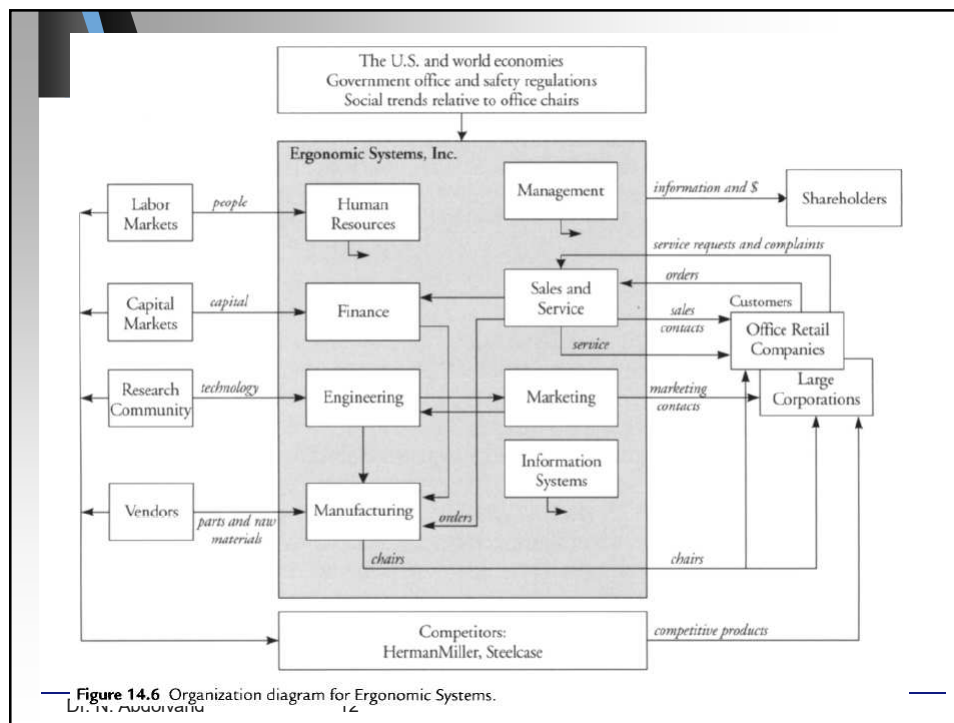 The U.S. and world economies
Government office and safety regulations
Social trends relative to office chairs
Ergonomic Systems, Inc.
Labor
Markets
people
Human
Resources
Management
information and $
Shareholders
service requests and complaints
orders
Capital
Markets
capital
Finance
Sales and
Service
sales
contacts
service
Customers
Office Retail
Companies
Large
Corporations
Research
Community
technology
Engineering
Marketing
marketing
contacts
Information
Systems
Vendors
parts and raw
materials
Manufacturing
orders
chairs
chairs
Competitors:
HermanMiller, Steelcase
competitive products
Figure 14.6 Organization diagram for Ergonomic Systems.
Dr. N. Abdolvand 12